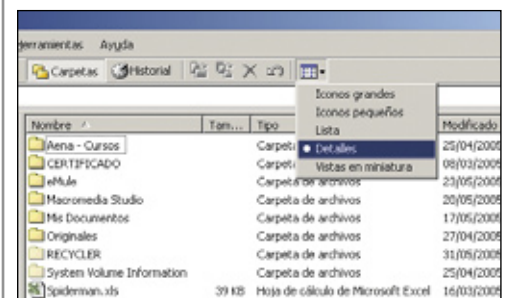 erramientas Ayuda
Carpetas Historial
Iconos grandes
Iconos pequeños
Lista
Detalles
Vistas en miniatura
Nombre Tam... Tipo Modificado
Aena - Cursos Carpet 25/04/2005
CERTIFICADO Carpet 08/03/2005
eMule Carpeta de archivos 23/05/2005
Macromedia Studio Carpeta de archivos 20/05/2005
Mis Documentos Carpeta de archivos 17/05/2005
Originales Carpeta de archivos 27/04/2005
RECYCLER Carpeta de archivos 31/05/2005
System Volume Information Carpeta de archivos 25/04/2005
Spiderman.xls 39 KB Hoja de cálculo de Microsoft Excel 16/03/2005